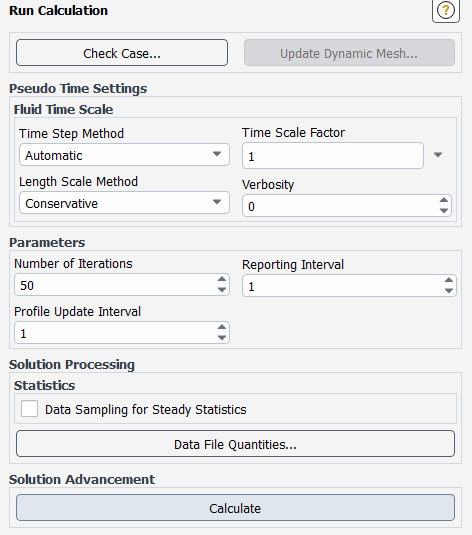 Run Calculation
?
Check Case...
Update Dynamic Mesh...
Pseudo Time Settings
Fluid Time Scale
Time Step Method
Time Scale Factor
Automatic
1
Length Scale Method
Verbosity
Conservative
0
Parameters
Number of Iterations
Reporting Interval
50
1
Profile Update Interval
1
Solution Processing
Statistics
Data Sampling for Steady Statistics
Data File Quantities...
Solution Advancement
Calculate